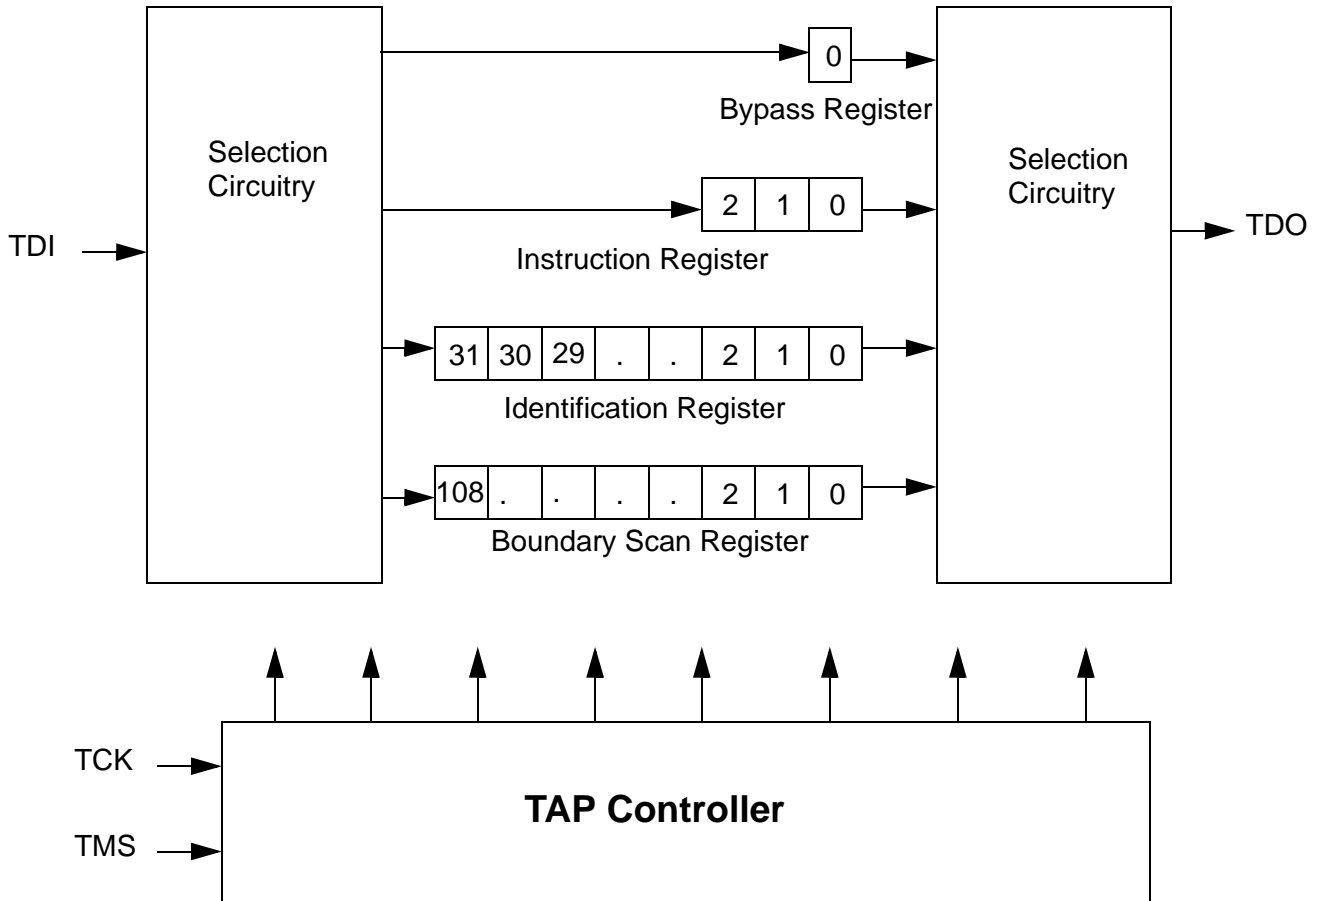 0
Bypass Register
Selection
Circuitry
Selection
Circuitry
2 1 0
TDI
TDO
Instruction Register
31 30 29 . . 2 1 0
Identification Register
108 . . . . 2 1 0
Boundary Scan Register
TCK
TAP Controller
TMS